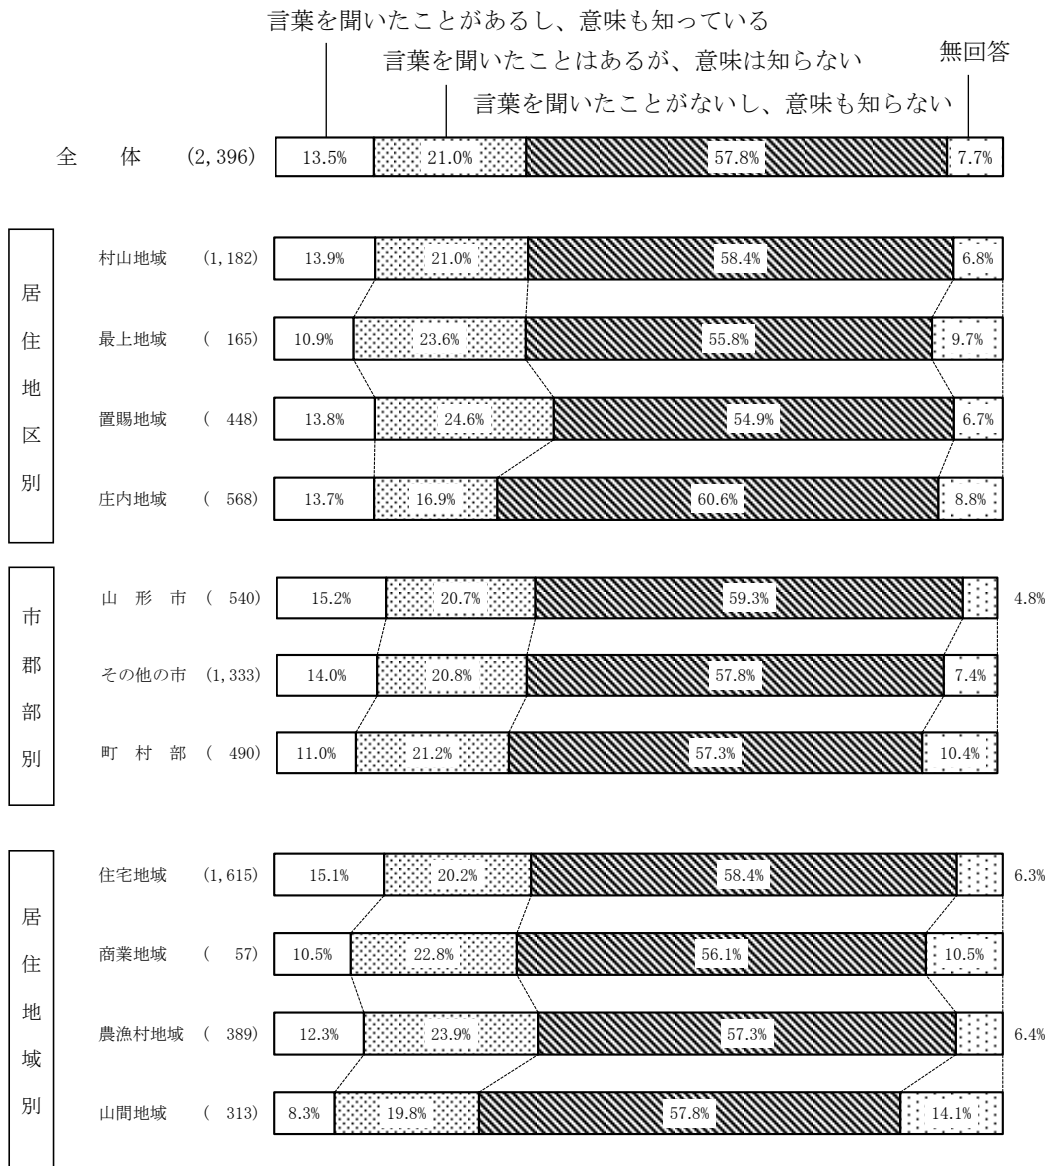 言葉を聞いたことがあるし、意味も知っている
言葉を聞いたことはあるが、意味は知らない
無回答
言葉を聞いたことがないし、意味も知らない
全　体 (2,396) 13.5% 21.0% 57.8% 7.7%
居住地区別
村山地域 (1,182) 13.9% 21.0% 58.4% 6.8%
最上地域 ( 165) 10.9% 23.6% 55.8% 9.7%
置賜地域 ( 448) 13.8% 24.6% 54.9% 6.7%
庄内地域 ( 568) 13.7% 16.9% 60.6% 8.8%
市郡部別
山　形　市 ( 540) 15.2% 20.7% 59.3% 4.8%
その他の市 (1,333) 14.0% 20.8% 57.8% 7.4%
町　村　部 ( 490) 11.0% 21.2% 57.3% 10.4%
居住地域別
住宅地域 (1,615) 15.1% 20.2% 58.4% 6.3%
商業地域 ( 57) 10.5% 22.8% 56.1% 10.5%
農漁村地域 ( 389) 12.3% 23.9% 57.3% 6.4%
山間地域 ( 313) 8.3% 19.8% 57.8% 14.1%